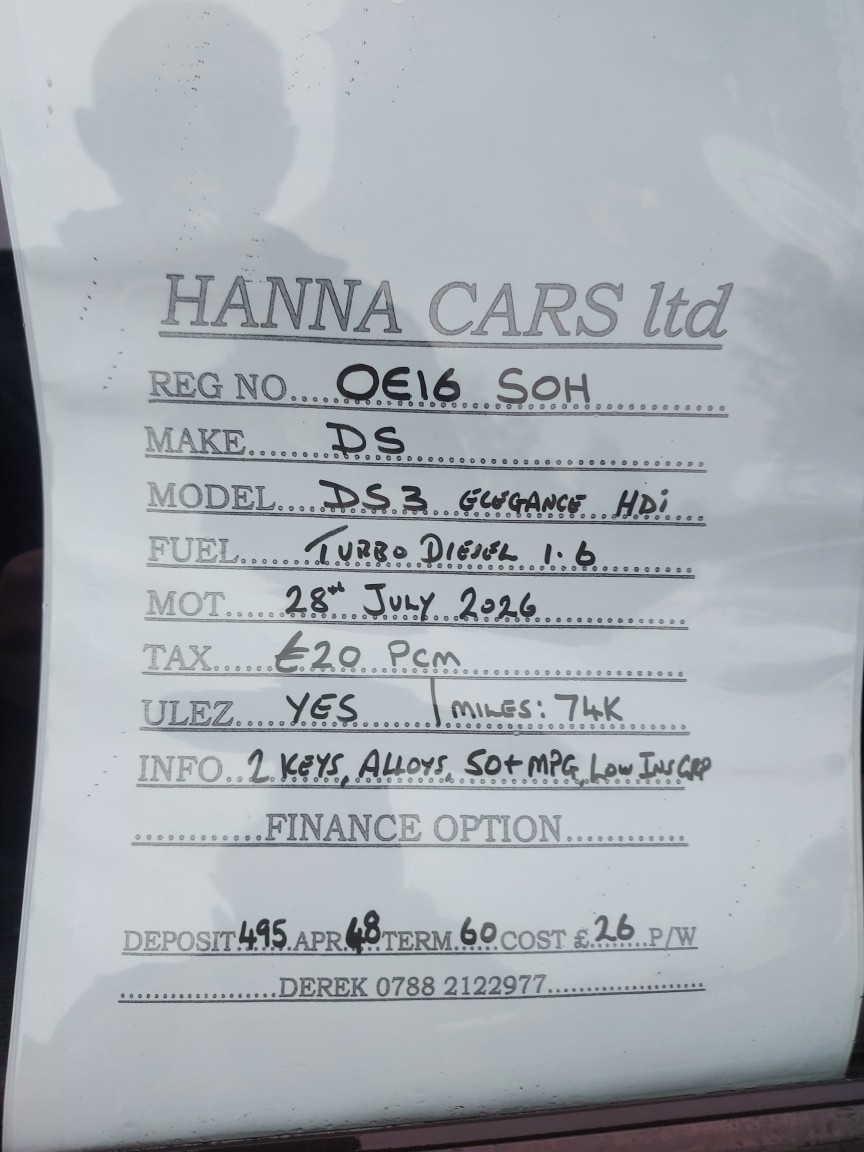 HANNA CARS ltd
REG NO..... OE16 SOH
MAKE...... DS
MODEL... DS3 ELEGANCE HDi
FUEL..... TURBO DIESEL 1.6
MOT..... 28th JULY 2026
TAX..... £20 PCM
ULEZ.... YES | MILES: 74K
INFO.. 2 KEYS, ALLOYS, 50+ MPG, LOW INS GRP
............FINANCE OPTION............
DEPOSIT 495 APR TERM 60 COST £ 26 P/W
................DEREK 0788 2122977................